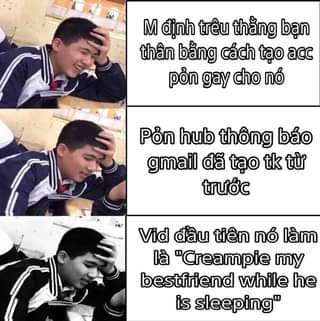 M định trêu thằng bạn
thân bằng cách tạo acc
pỏn gay cho nó
Pỏn hub thông báo
gmail đã tạo tk từ
trước
Vid đầu tiên nó làm
là "Creampie my
bestfriend while he
is sleeping"